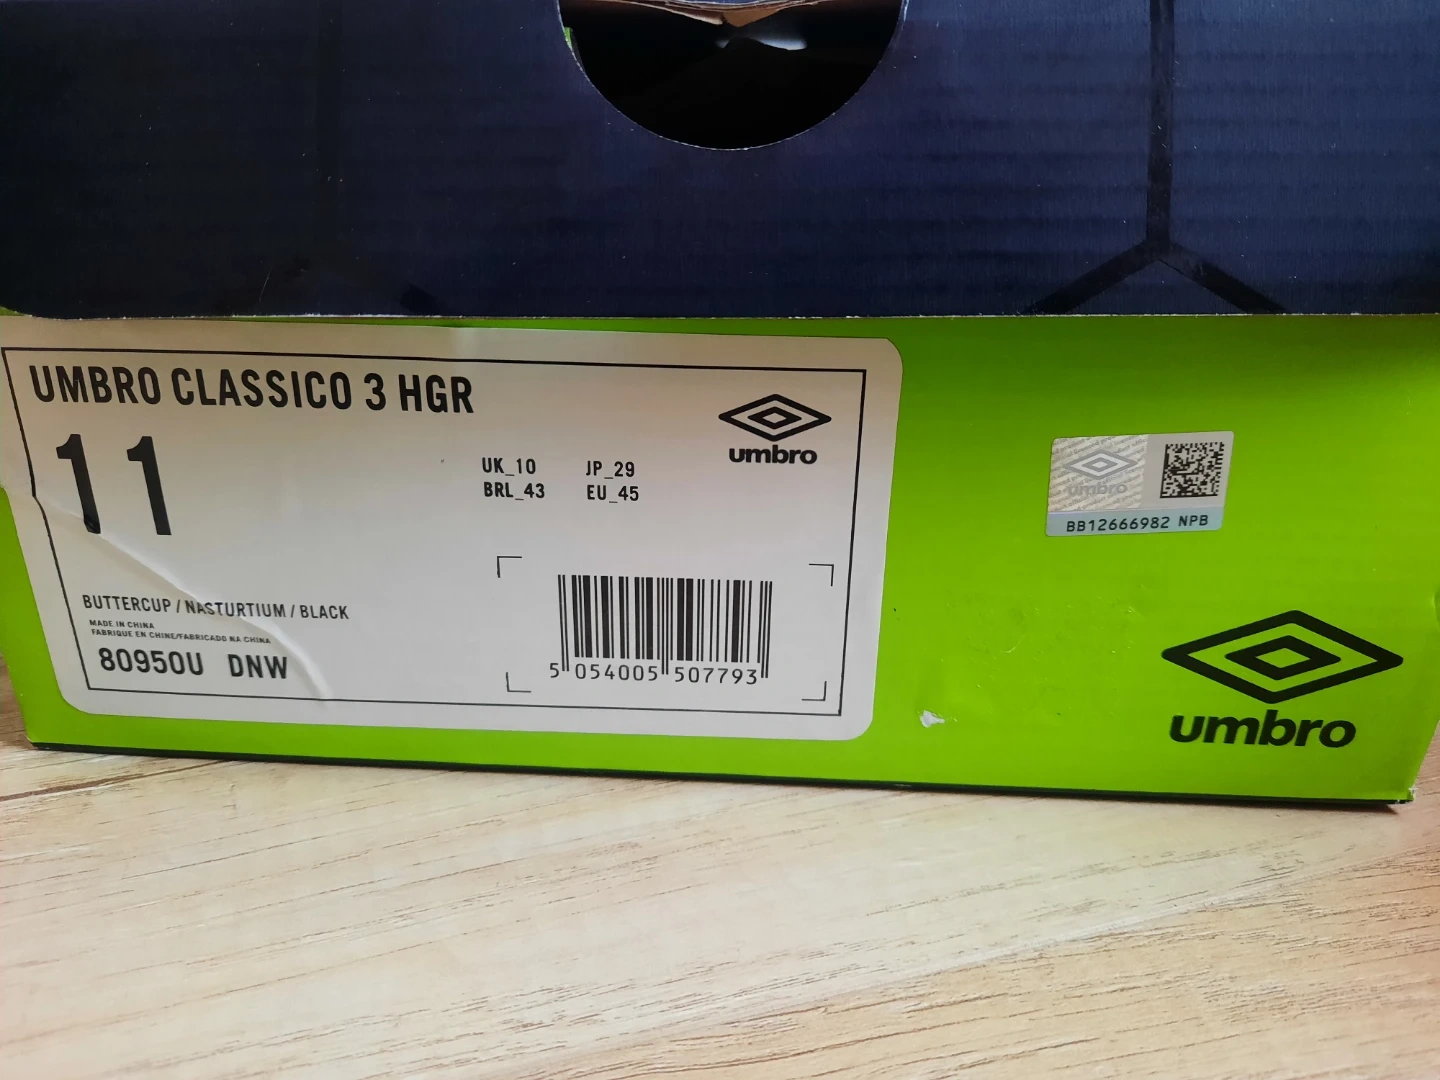 UMBRO CLASSICO 3 HGR
11
UK_10 JP_29
BRL_43 EU_45
umbro
BUTTERCUP / NASTURTIUM / BLACK
MADE IN CHINA
FABRIQUE EN CHINE/FABRICADO NA CHINA
80950U DNW
5 054005 507793
umbro
BB12666982 NPB
umbro